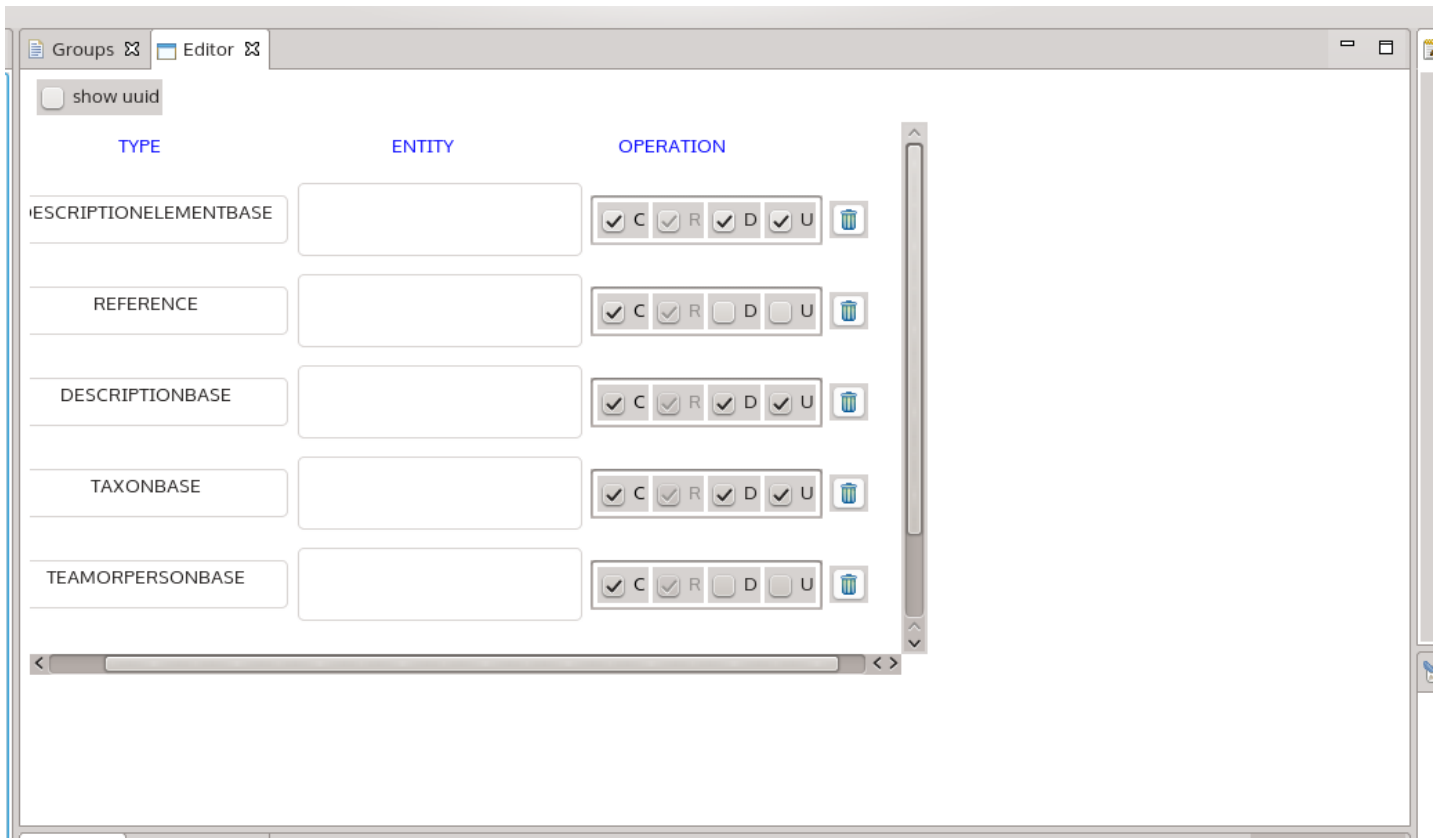 Groups Editor
show uuid
TYPE ENTITY OPERATION
ESCRIPTIONELEMENTBASE C R D U
REFERENCE C R D U
DESCRIPTIONBASE C R D U
TAXONBASE C R D U
TEAMORPERSONBASE C R D U